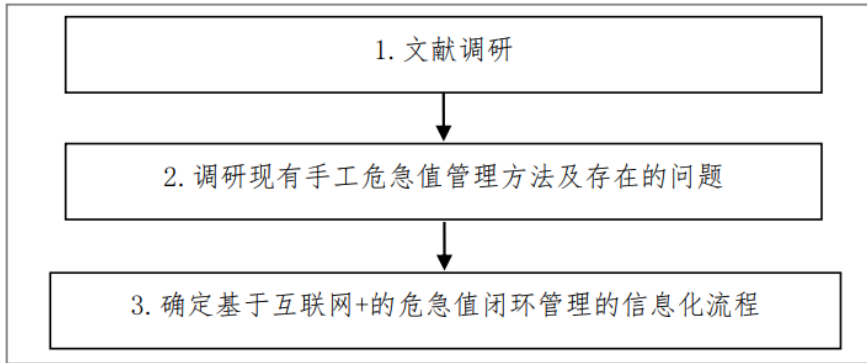 1.文献调研
2.调研现有手工危急值管理方法及存在的问题
3.确定基于互联网+的危急值闭环管理的信息化流程